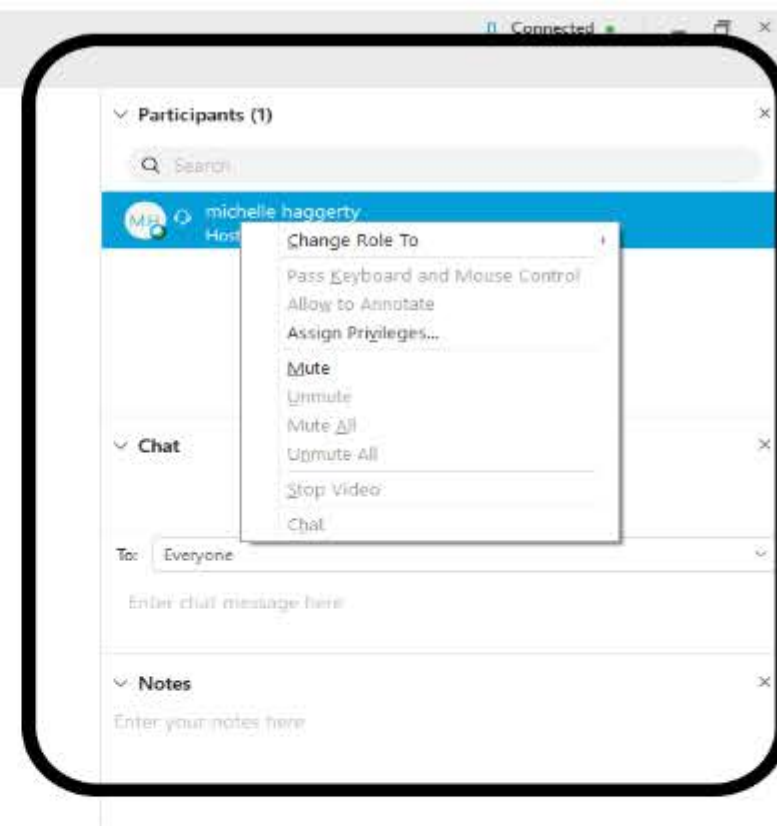 Connected
Participants (1)
Search
MH
michelle haggerty
Host
Change Role To
Pass Keyboard and Mouse Control
Allow to Annotate
Assign Privileges...
Mute
Unmute
Mute All
Unmute All
Stop Video
Chat
Chat
To: Everyone
Enter chat message here
Notes
Enter your notes here